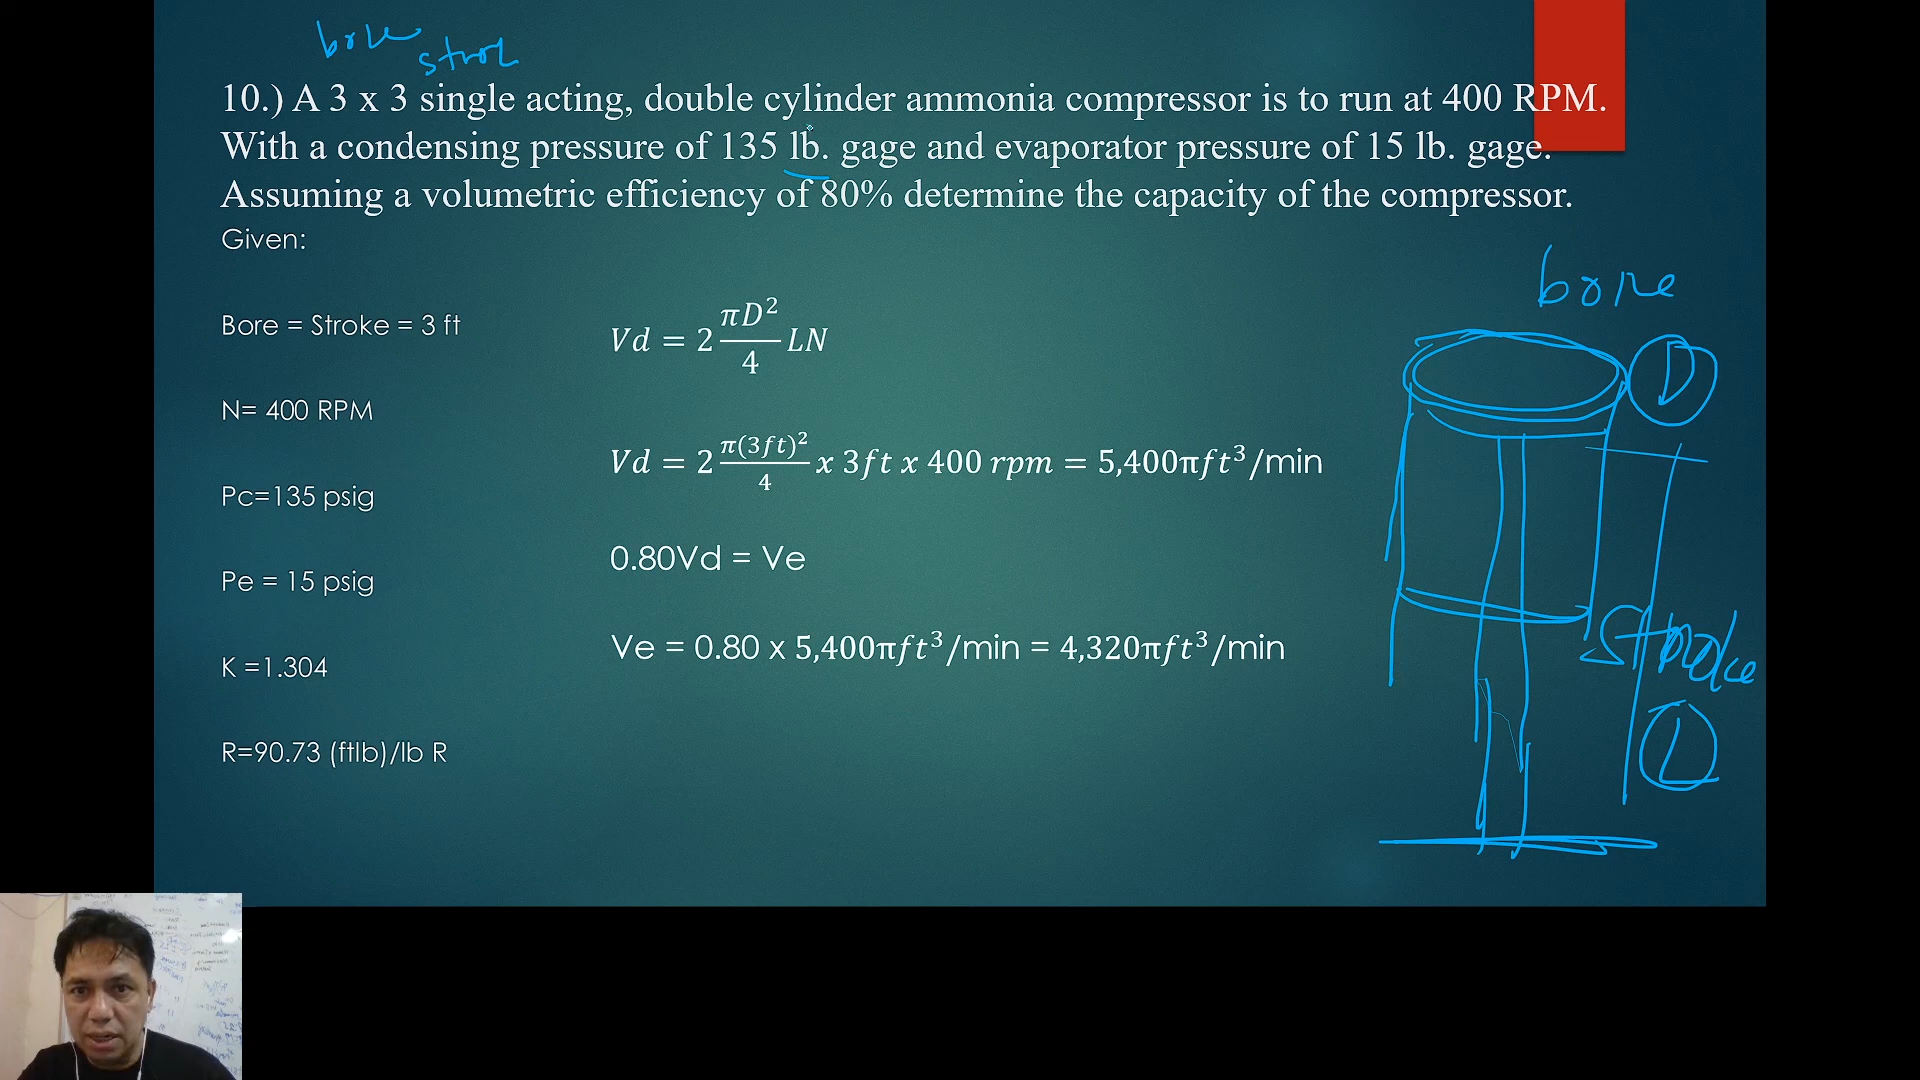 bore
strok
10.) A 3 x 3 single acting, double cylinder ammonia compressor is to run at 400 RPM.
With a condensing pressure of 135 lb. gage and evaporator pressure of 15 lb. gage.
Assuming a volumetric efficiency of 80% determine the capacity of the compressor.
Given:
Bore = Stroke = 3 ft
N= 400 RPM
Pc=135 psig
Pe = 15 psig
K =1.304
R=90.73 (ftlb)/lb R
Vd = 2 πD²/4 LN
Vd = 2 π(3ft)²/4 x 3ft x 400 rpm = 5,400πft³/min
0.80Vd = Ve
Ve = 0.80 x 5,400πft³/min = 4,320πft³/min
bore
D
Stroke
L